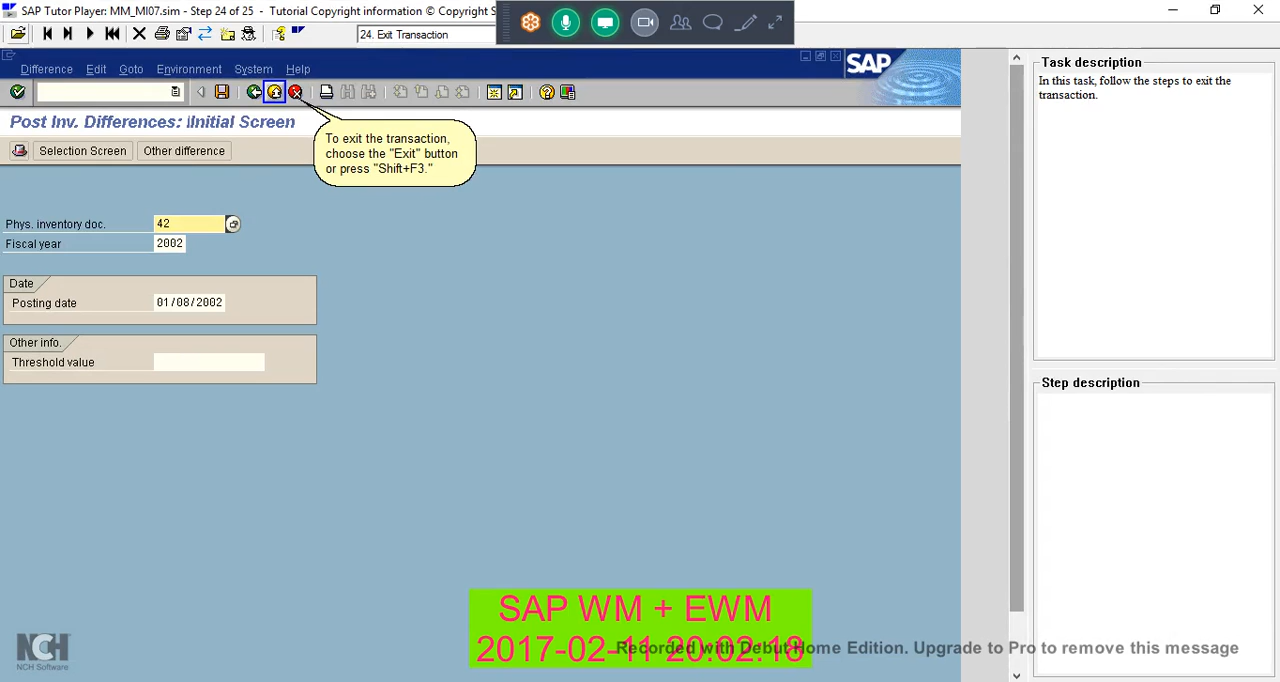 SAP Tutor Player: MM_MI07.sim - Step 24 of 25 - Tutorial Copyright information © Copyright S
24. Exit Transaction
Difference Edit Goto Environment System Help
SAP
Post Inv. Differences: Initial Screen
Selection Screen Other difference
To exit the transaction,
choose the "Exit" button
or press "Shift+F3."
Phys. inventory doc. 42
Fiscal year 2002
Date
Posting date 01/08/2002
Other info.
Threshold value
Task description
In this task, follow the steps to exit the
transaction.
Step description
SAP WM + EWM
2017-02-11 20:02:18
Recorded with Debut Home Edition. Upgrade to Pro to remove this message
NCH
NCH Software